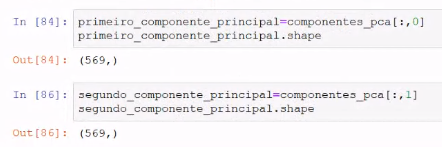 In [84]: primeiro_componente_principal=componentes_pca[:,0]
primeiro_componente_principal.shape
Out[84]: (569,)
In [86]: segundo_componente_principal=componentes_pca[:,1]
segundo_componente_principal.shape
Out[86]: (569,)